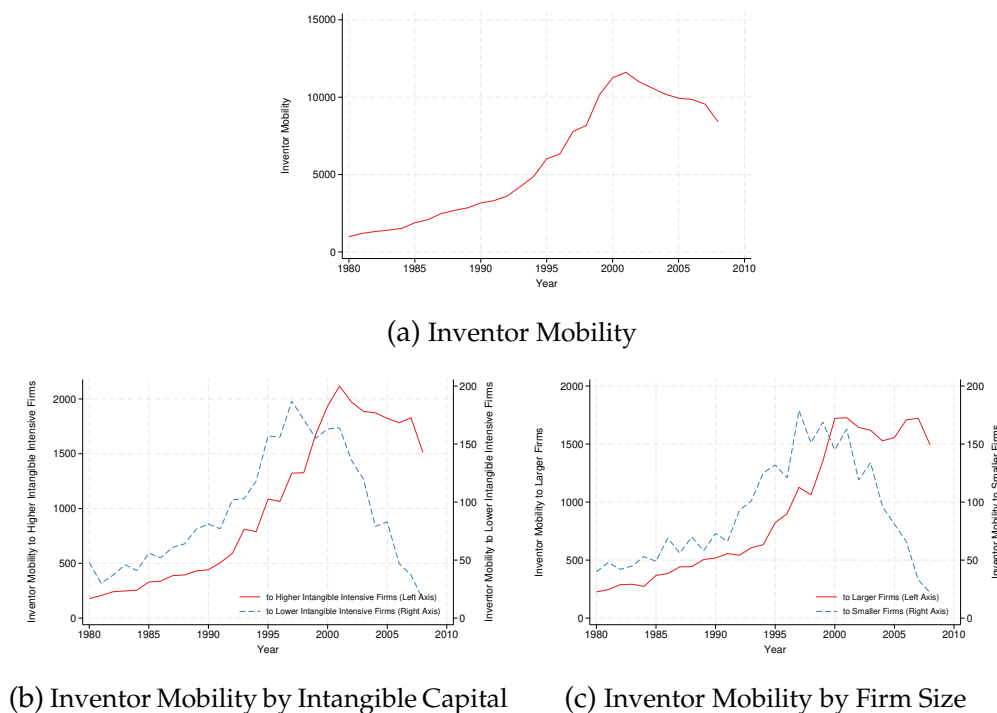 15000
10000
5000
0
Inventor Mobility
1980 1985 1990 1995 2000 2005 2010
Year
(a) Inventor Mobility
2000
1500
1000
500
0
Inventor Mobility to Higher Intangible Intensive Firms
200
150
100
50
0
Inventor Mobility to Lower Intangible Intensive Firms
to Higher Intangible Intensive Firms (Left Axis)
to Lower Intangible Intensive Firms (Right Axis)
1980 1985 1990 1995 2000 2005 2010
Year
(b) Inventor Mobility by Intangible Capital
2000
1500
1000
500
0
Inventor Mobility to Larger Firms
200
150
100
50
0
Inventor Mobility to Smaller Firms
to Larger Firms (Left Axis)
to Smaller Firms (Right Axis)
1980 1985 1990 1995 2000 2005 2010
Year
(c) Inventor Mobility by Firm Size